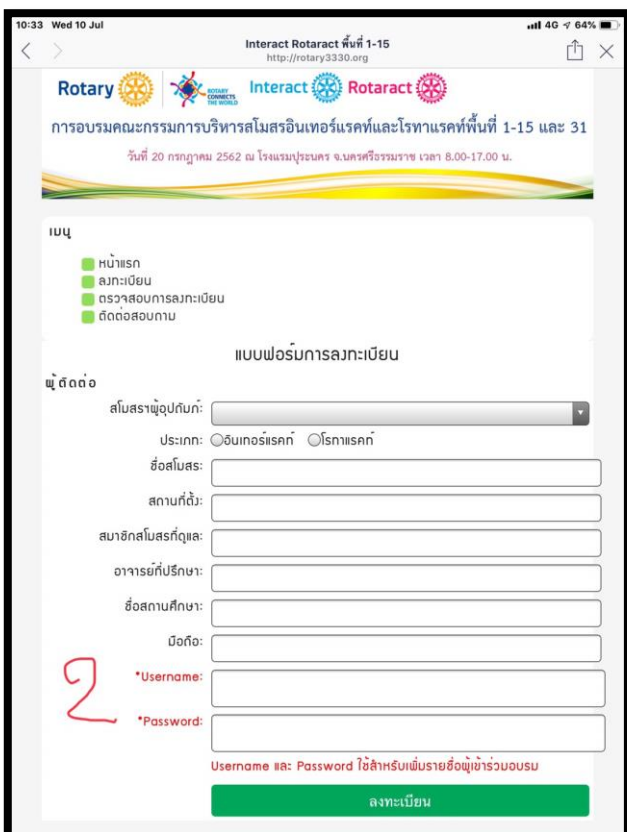 10:33 Wed 10 Jul 4G 64%
Interact Rotaract พื้นที่ 1-15
http://rotary3330.org
Rotary ROTARY CONNECTS THE WORLD Interact Rotaract
การอบรมคณะกรรมการบริหารสโมสรอินเทอร์แรคท์และโรทาแรคท์พื้นที่ 1-15 และ 31
วันที่ 20 กรกฎาคม 2562 ณ โรงแรมปุระนคร จ.นครศรีธรรมราช เวลา 8.00-17.00 น.
เมนู
หน้าแรก
ลงทะเบียน
ตรวจสอบการลงทะเบียน
ติดต่อสอบถาม
แบบฟอร์มการลงทะเบียน
ผู้ติดต่อ
สโมสรฯผู้อุปถัมภ์:
ประเภท: อินเทอร์แรคท์ โรทาแรคท์
ชื่อสโมสร:
สถานที่ตั้ง:
สมาชิกสโมสรที่ดูแล:
อาจารย์ที่ปรึกษา:
ชื่อสถานศึกษา:
มือถือ:
2
*Username:
*Password:
Username และ Password ใช้สำหรับเพิ่มรายชื่อผู้เข้าร่วมอบรม
ลงทะเบียน